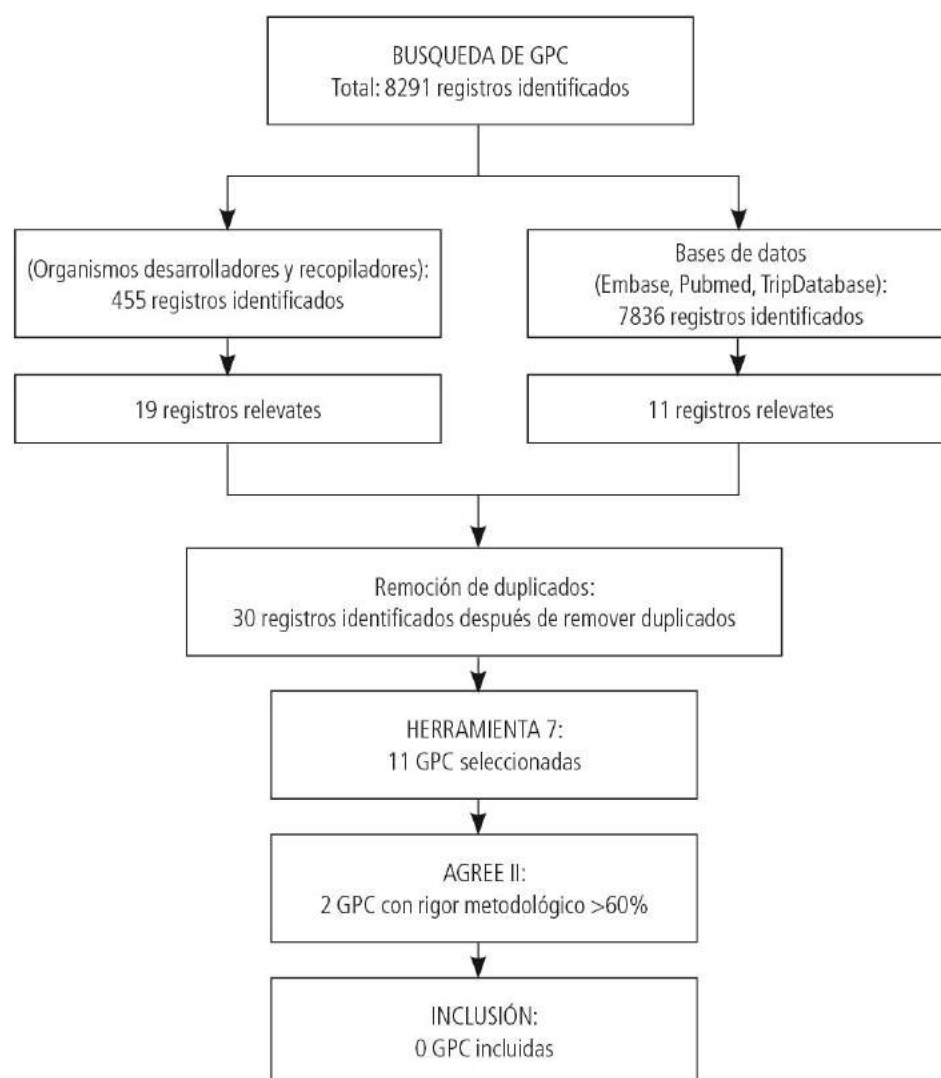 BUSQUEDA DE GPC
Total: 8291 registros identificados
(Organismos desarrolladores y recopiladores):
455 registros identificados
Bases de datos
(Embase, Pubmed, TripDatabase):
7836 registros identificados
19 registros relevates
11 registros relevates
Remoción de duplicados:
30 registros identificados después de remover duplicados
HERRAMIENTA 7:
11 GPC seleccionadas
AGREE II:
2 GPC con rigor metodológico >60%
INCLUSIÓN:
0 GPC incluidas